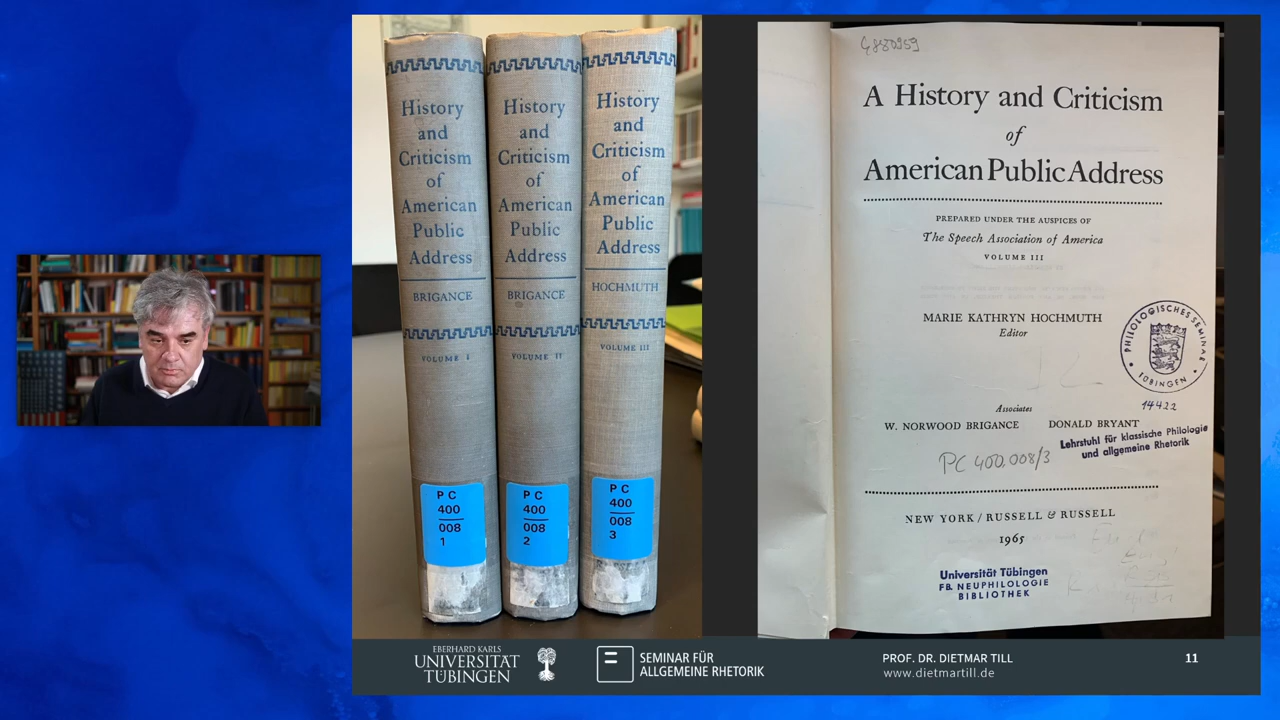 History
and
Criticism
of
American
Public
Address
BRIGANCE
VOLUME I
P C
400
008
1
History
and
Criticism
of
American
Public
Address
BRIGANCE
VOLUME II
P C
400
008
2
History
and
Criticism
of
American
Public
Address
HOCHMUTH
VOLUME III
P C
400
008
3
A History and Criticism
of
American Public Address
PREPARED UNDER THE AUSPICES OF
The Speech Association of America
VOLUME III
MARIE KATHRYN HOCHMUTH
Editor
PHILOLOGISCHES SEMINAR
TÜBINGEN
14422
Associates
W. NORWOOD BRIGANCE DONALD BRYANT
Lehrstuhl für klassische Philologie
und allgemeine Rhetorik
PC 400.008/3
NEW YORK / RUSSELL & RUSSELL
1965
Universität Tübingen
FB. NEUPHILOLOGIE
BIBLIOTHEK
EBERHARD KARLS
UNIVERSITÄT
TÜBINGEN
SEMINAR FÜR
ALLGEMEINE RHETORIK
PROF. DR. DIETMAR TILL
www.dietmartill.de
11